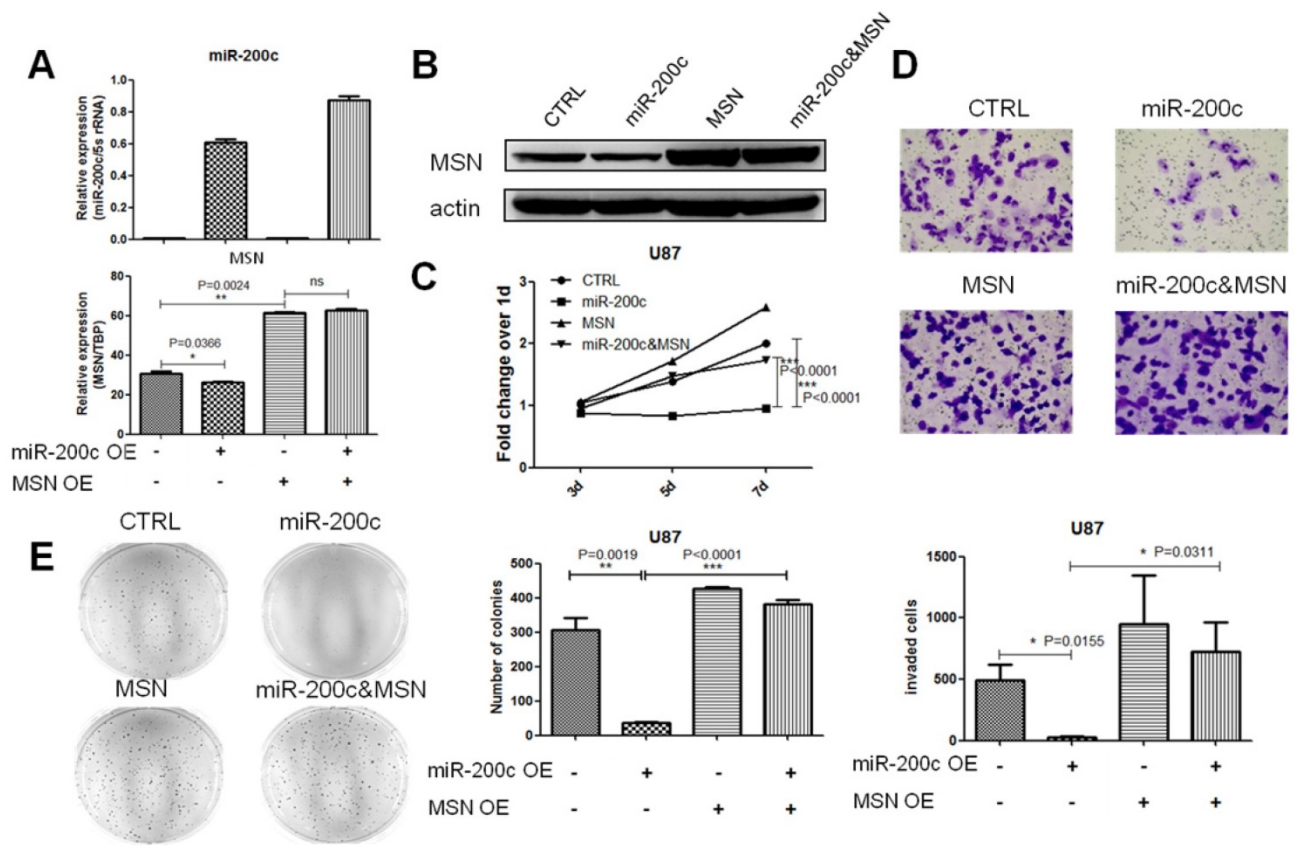 A
miR-200c
Relative expression
(miR-200c/5s rRNA)
1.0
0.8
0.6
0.4
0.2
0.0
MSN
Relative expression
(MSN/TBP)
80
60
40
20
0
P=0.0024
**
ns
P=0.0366
*
miR-200c OE - + - +
MSN OE - - + +
B
CTRL
miR-200c
MSN
miR-200c&MSN
MSN
actin
C
U87
Fold change over 1d
3
2
1
0
CTRL
miR-200c
MSN
miR-200c&MSN
***
P<0.0001
***
P<0.0001
3d
5d
7d
D
CTRL
miR-200c
MSN
miR-200c&MSN
E
CTRL
miR-200c
MSN
miR-200c&MSN
U87
Number of colonies
500
400
300
200
100
0
P=0.0019
**
P<0.0001
***
miR-200c OE - + - +
MSN OE - - + +
U87
invaded cells
1500
1000
500
0
* P=0.0311
* P=0.0155
miR-200c OE - + - +
MSN OE - - + +